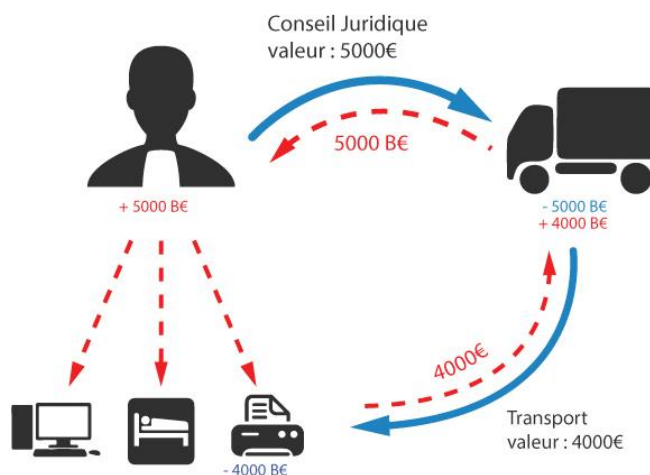 Conseil Juridique
valeur : 5000€
5000 B€
+ 5000 B€
- 5000 B€
+ 4000 B€
4000€
Transport
valeur : 4000€
- 4000 B€